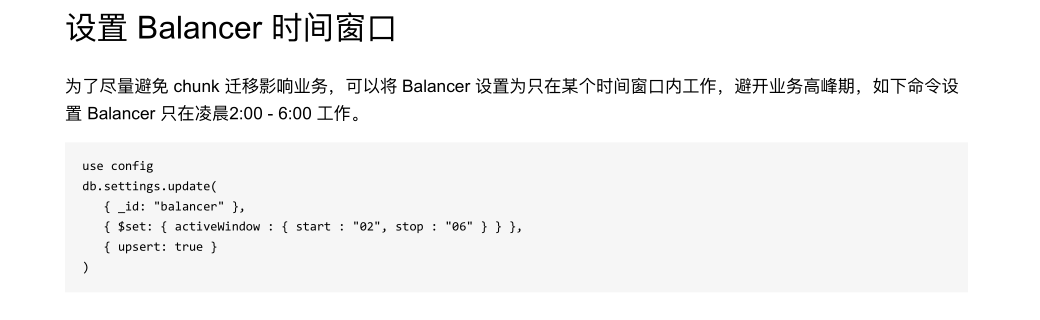 设置 Balancer 时间窗口
为了尽量避免 chunk 迁移影响业务，可以将 Balancer 设置为只在某个时间窗口内工作，避开业务高峰期，如下命令设
置 Balancer 只在凌晨2:00 - 6:00 工作。
use config
db.settings.update(
   { _id: "balancer" },
   { $set: { activeWindow : { start : "02", stop : "06" } } },
   { upsert: true }
)